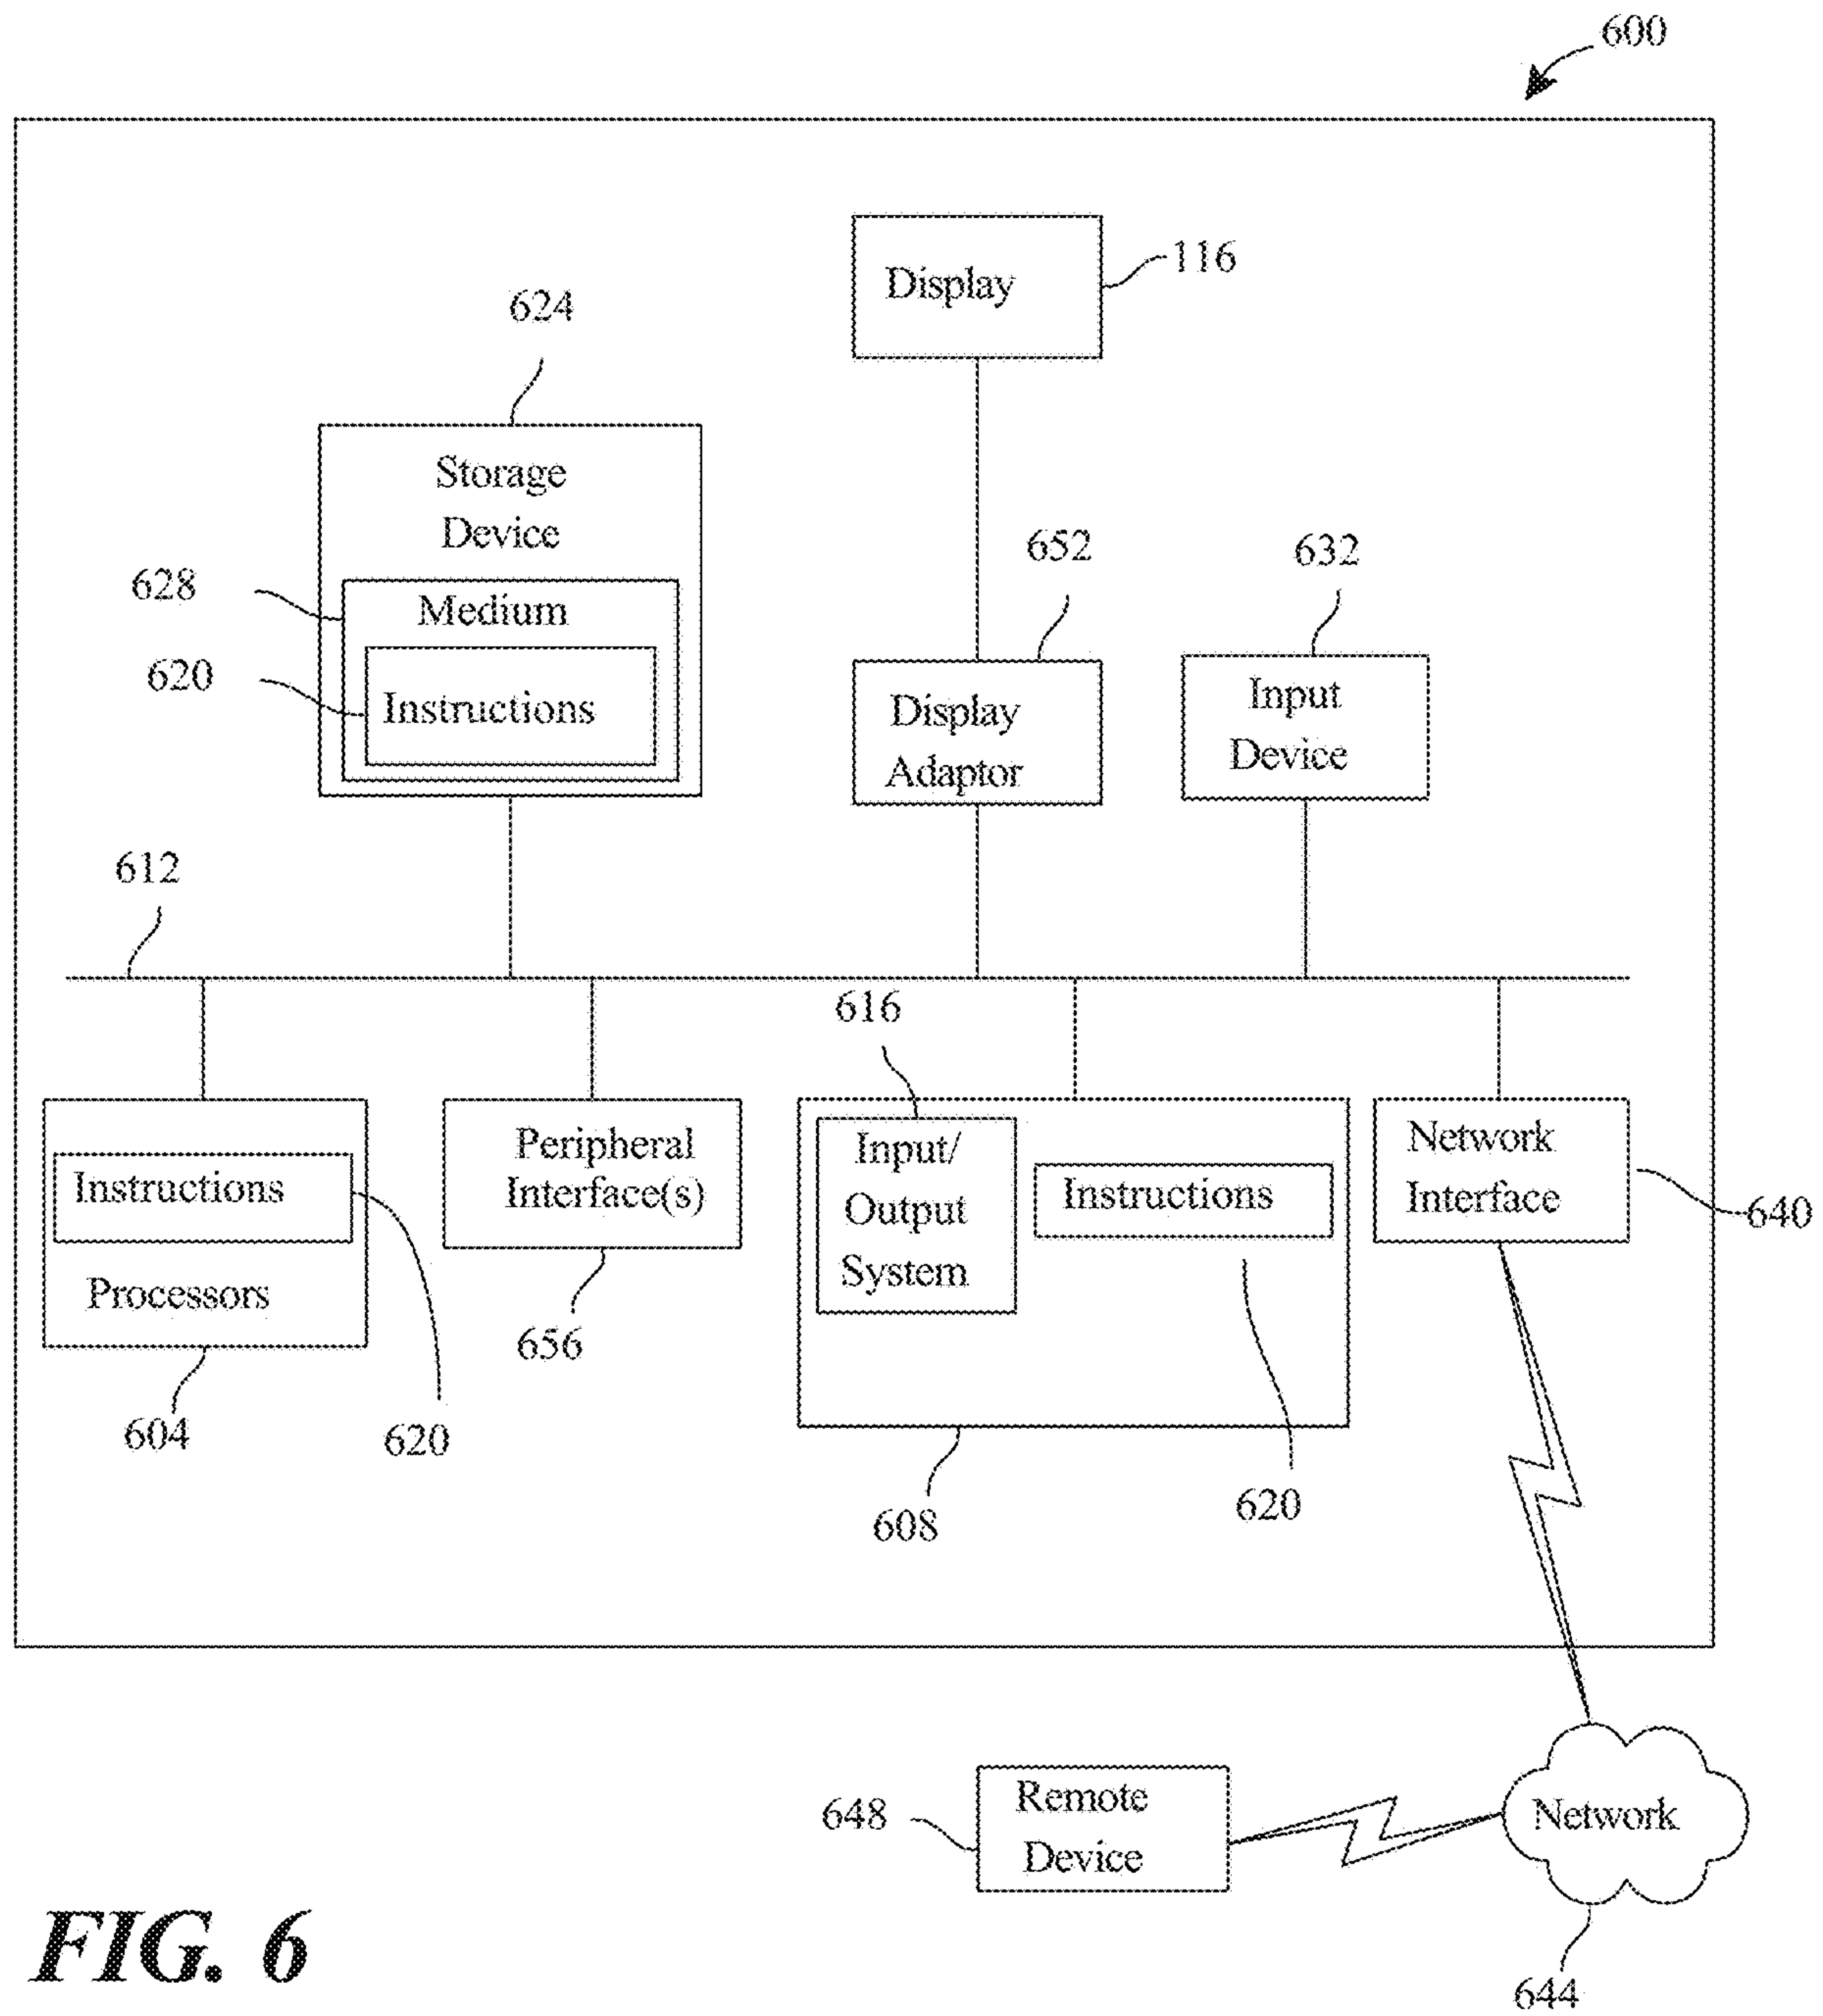 600
Display
116
624
Storage
Device
628
Medium
620
Instructions
652
Display
Adaptor
632
Input
Device
612
616
Instructions
Processors
604
620
Peripheral
Interface(s)
656
Input/
Output
System
Instructions
608
620
Network
Interface
640
648
Remote
Device
Network
644
FIG. 6